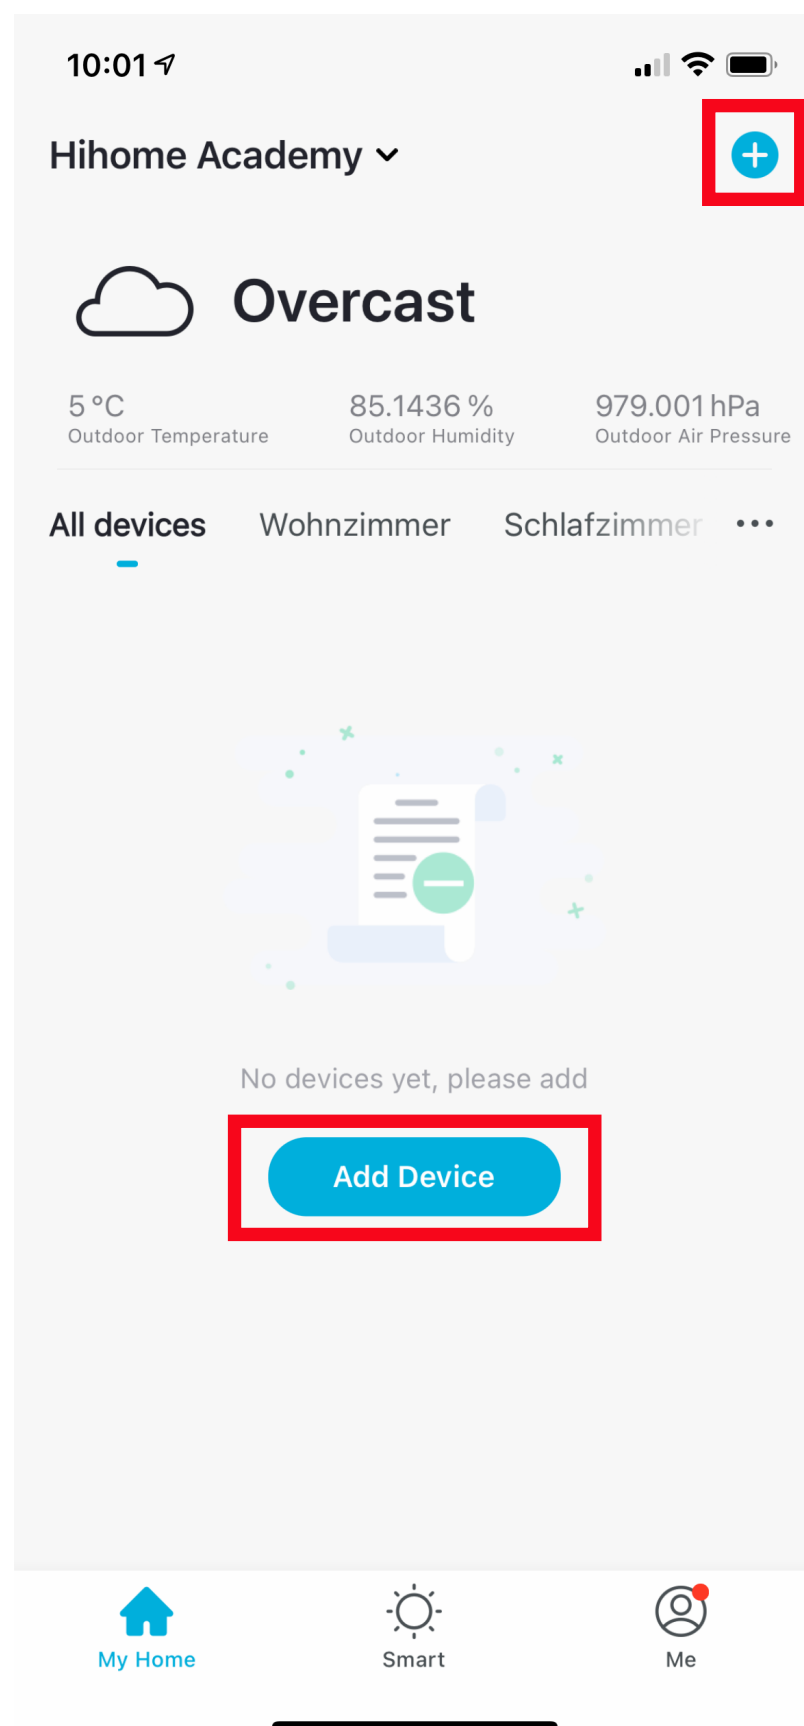 10:01
Hihome Academy
Overcast
5 °C 85.1436 % 979.001 hPa
Outdoor Temperature Outdoor Humidity Outdoor Air Pressure
All devices Wohnzimmer Schlafzimmer ...
No devices yet, please add
Add Device
My Home Smart Me